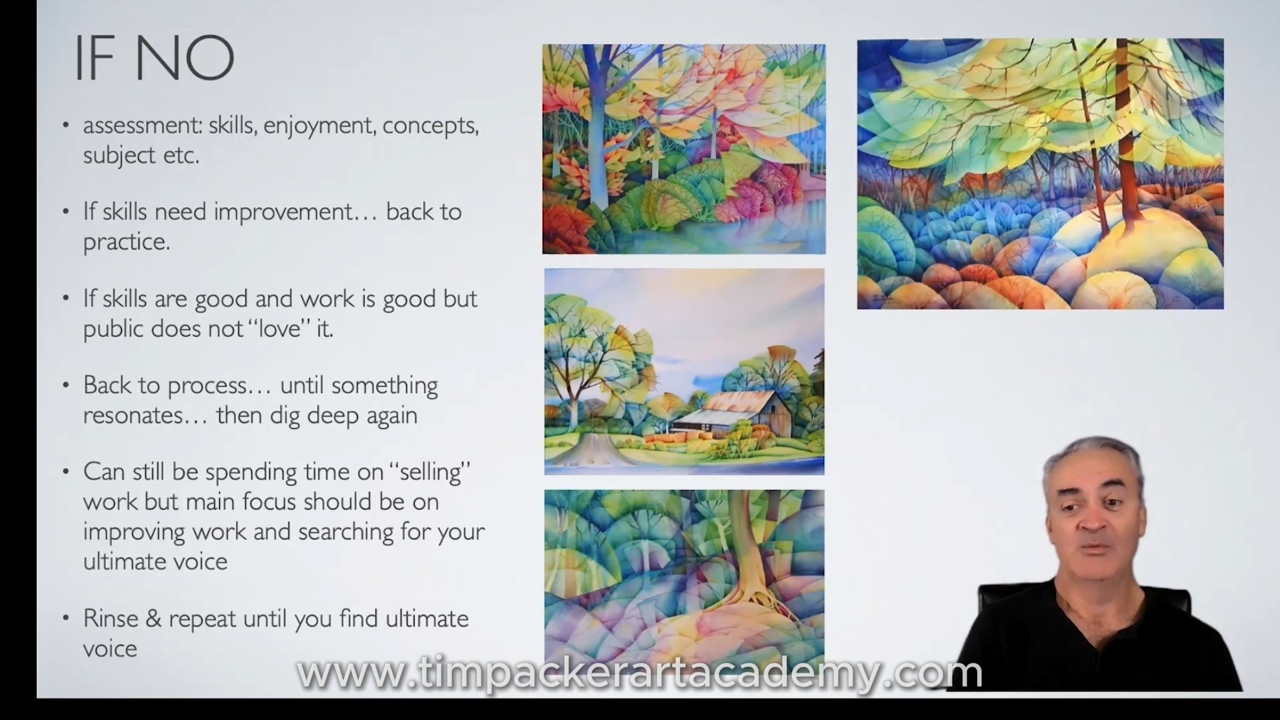 IF NO
• assessment: skills, enjoyment, concepts,
subject etc.
• If skills need improvement… back to
practice.
• If skills are good and work is good but
public does not “love” it.
• Back to process… until something
resonates… then dig deep again
• Can still be spending time on “selling”
work but main focus should be on
improving work and searching for your
ultimate voice
• Rinse & repeat until you find ultimate
voice
www.timpackerartacademy.com